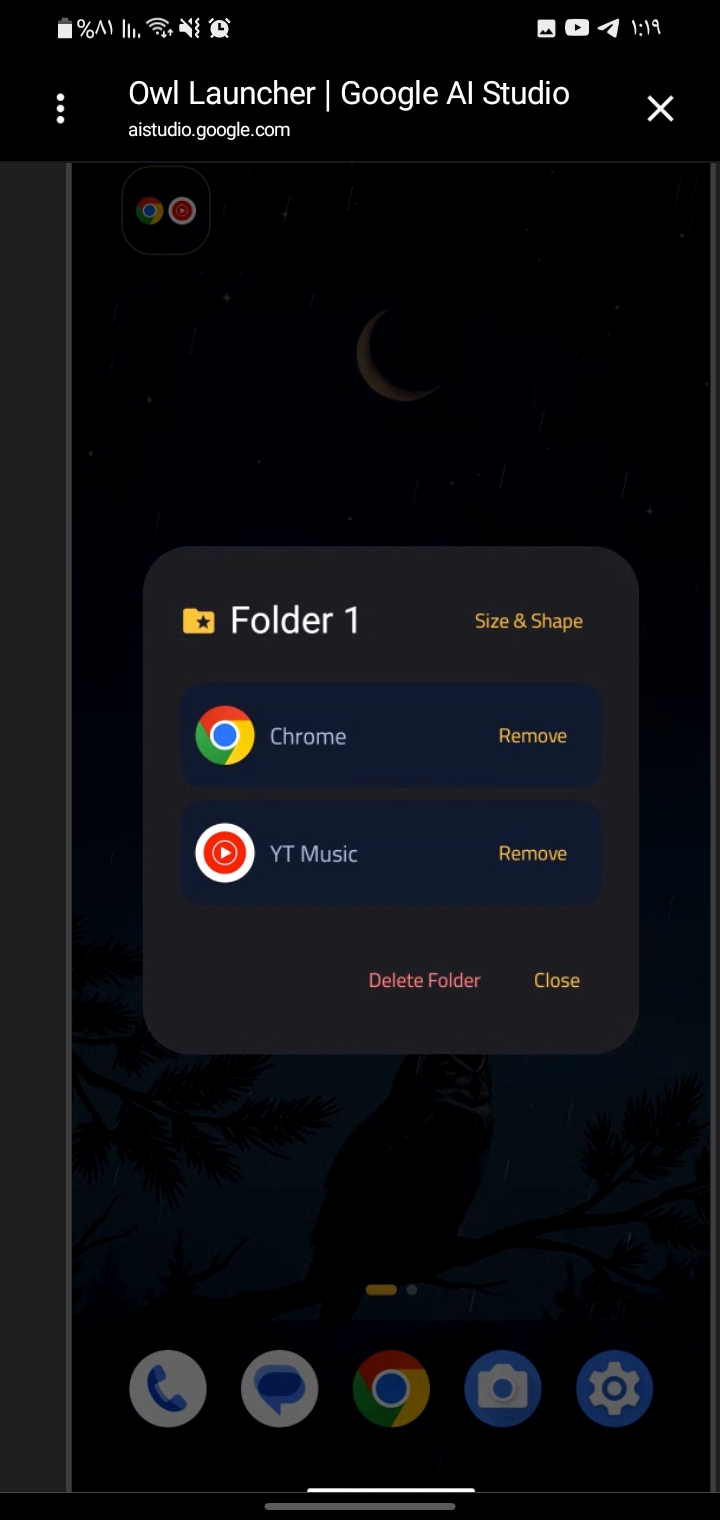 %٨١
١:١٩
Owl Launcher | Google AI Studio
aistudio.google.com
Folder 1
Size & Shape
Chrome
Remove
YT Music
Remove
Delete Folder
Close